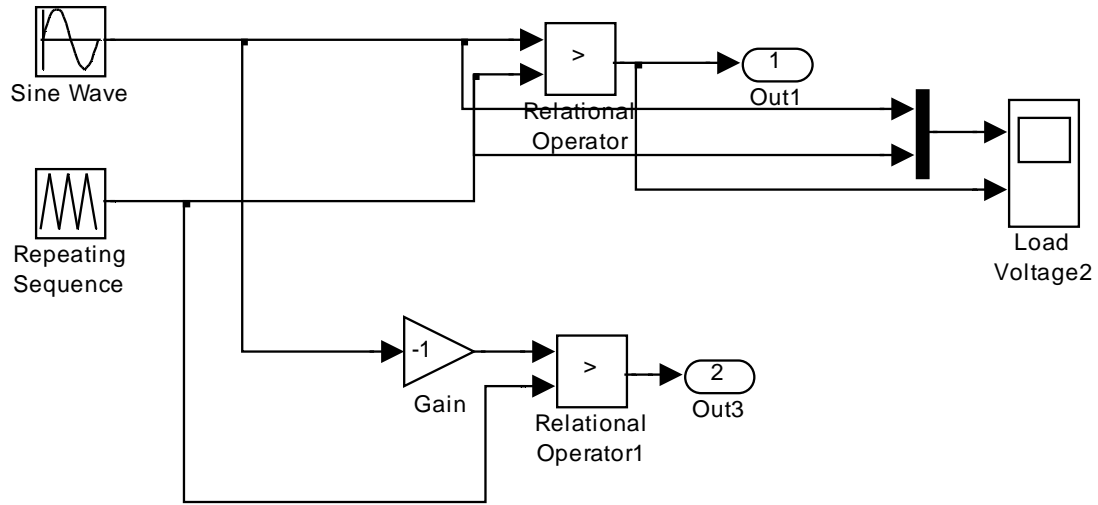 Sine Wave
>
Relational
Operator
1
Out1
Load
Voltage2
Repeating
Sequence
-1
Gain
>
Relational
Operator1
2
Out3